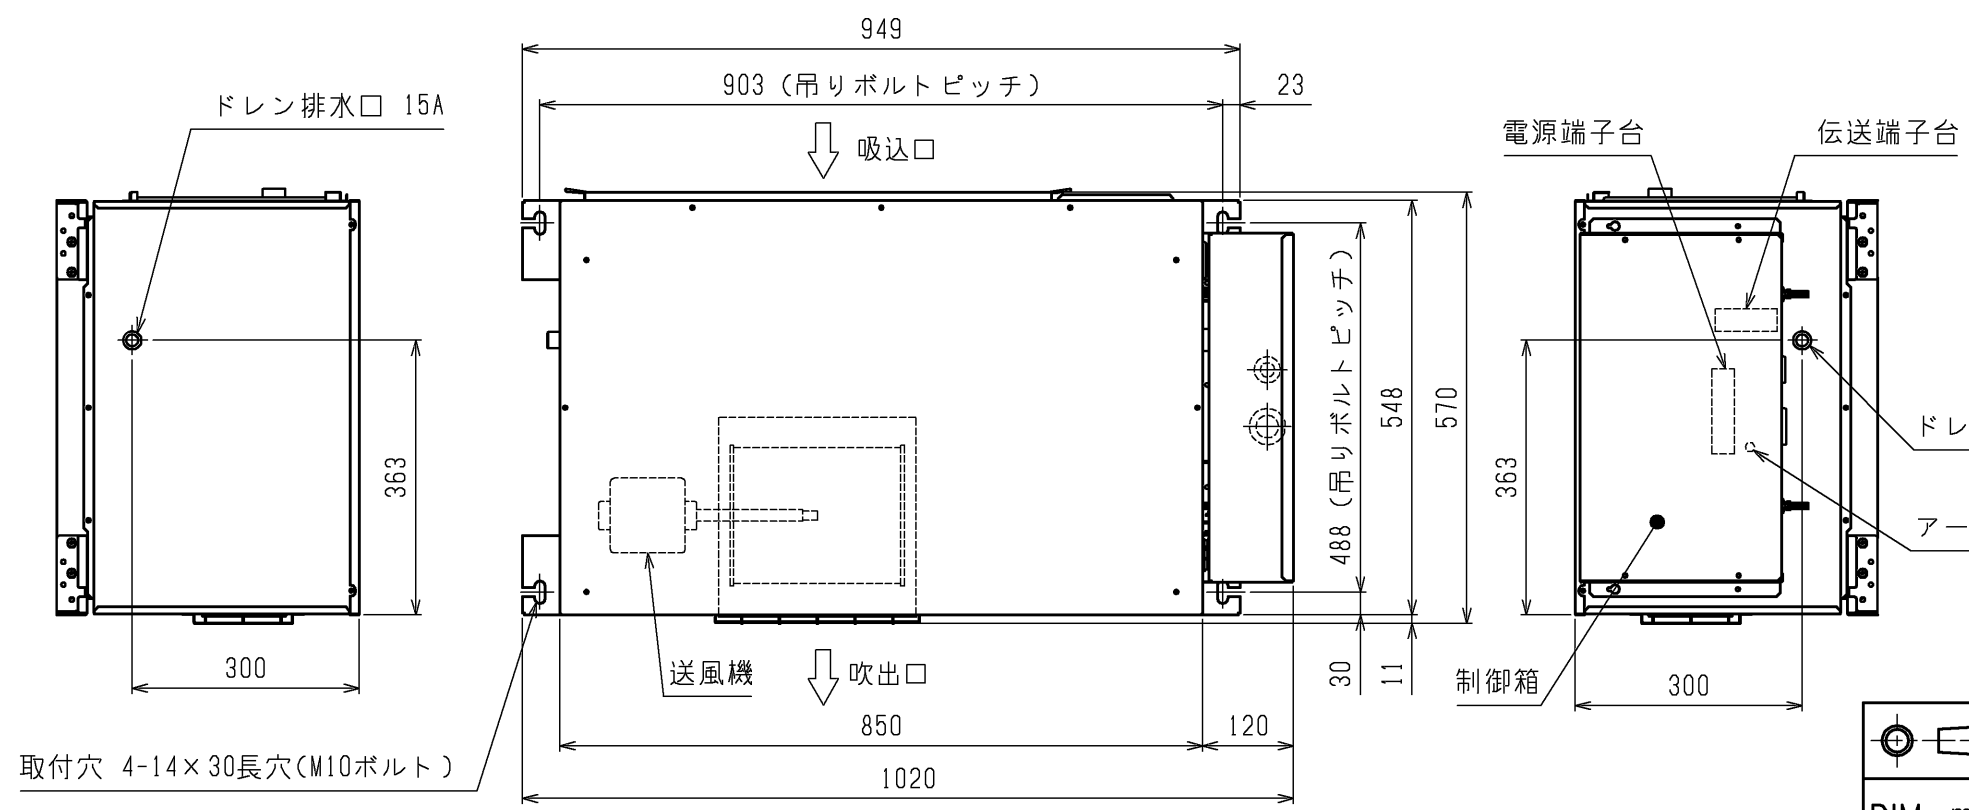 949
903 (吊りボルトピッチ)
23
ドレン排水口 15A
吸込口
電源端子台
伝送端子台
488 (吊りボルトピッチ)
548
570
363
363
ドレ
アー
300
送風機
吹出口
30
11
制御箱
300
850
120
取付穴 4-14×30長穴(M10ボルト)
1020